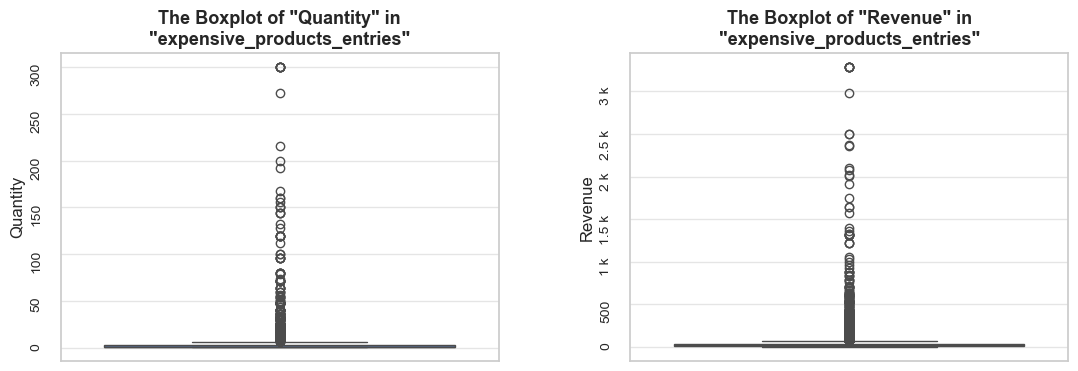 The Boxplot of "Quantity" in
"expensive_products_entries"
Quantity
300
250
200
150
100
50
0
The Boxplot of "Revenue" in
"expensive_products_entries"
Revenue
3 k
2.5 k
2 k
1.5 k
1 k
500
0